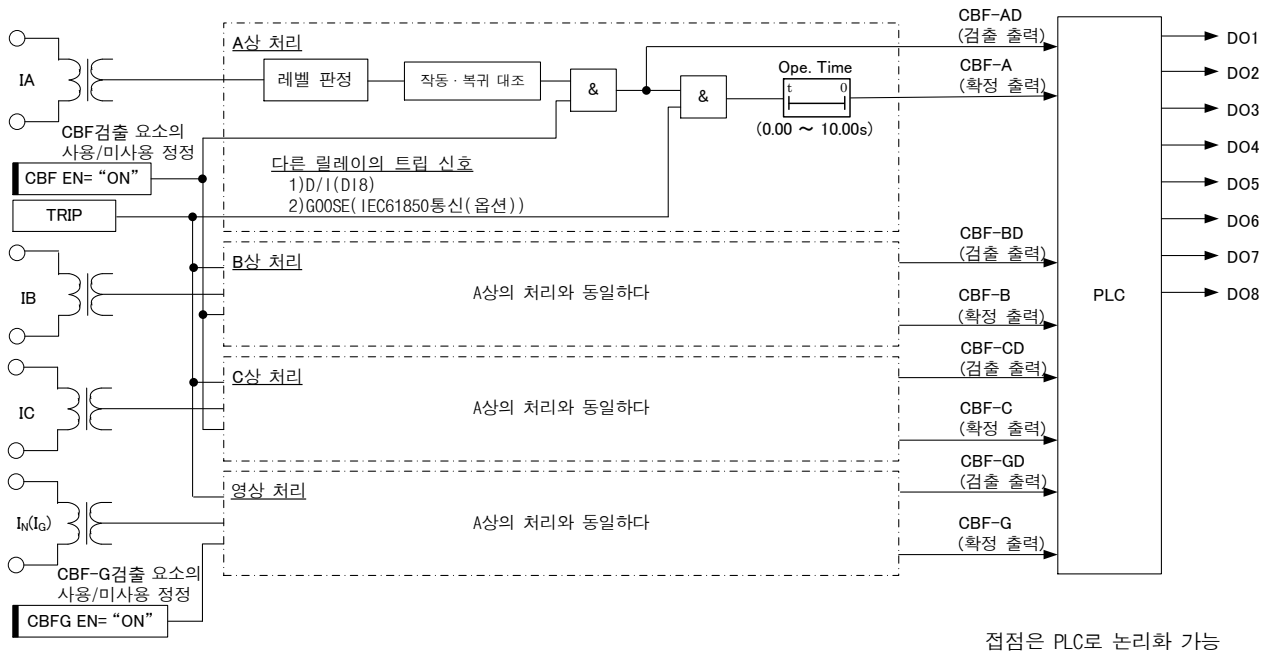 CBF-AD
(검출 출력)
DO1
A상 처리
IA
레벨 판정
작동·복귀 대조
&
&
Ope. Time
t 0
(0.00 ～ 10.00s)
CBF-A
(확정 출력)
DO2
DO3
DO4
DO5
DO6
DO7
DO8
PLC
CBF검출 요소의
사용/미사용 정정
CBF EN= “ON”
TRIP
다른 릴레이의 트립 신호
1)D/I(DI8)
2)GOOSE(IEC61850통신(옵션))
CBF-BD
(검출 출력)
B상 처리
IB
A상의 처리와 동일하다
CBF-B
(확정 출력)
CBF-CD
(검출 출력)
C상 처리
IC
A상의 처리와 동일하다
CBF-C
(확정 출력)
CBF-GD
(검출 출력)
영상 처리
IN(IG)
A상의 처리와 동일하다
CBF-G
(확정 출력)
CBF-G검출 요소의
사용/미사용 정정
CBFG EN= “ON”
접점은 PLC로 논리화 가능